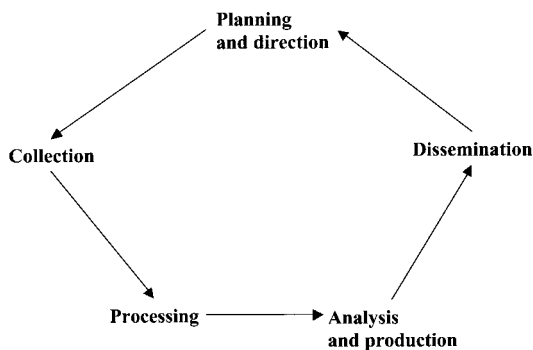 Planning
and direction
Collection
Dissemination
Processing
Analysis
and production